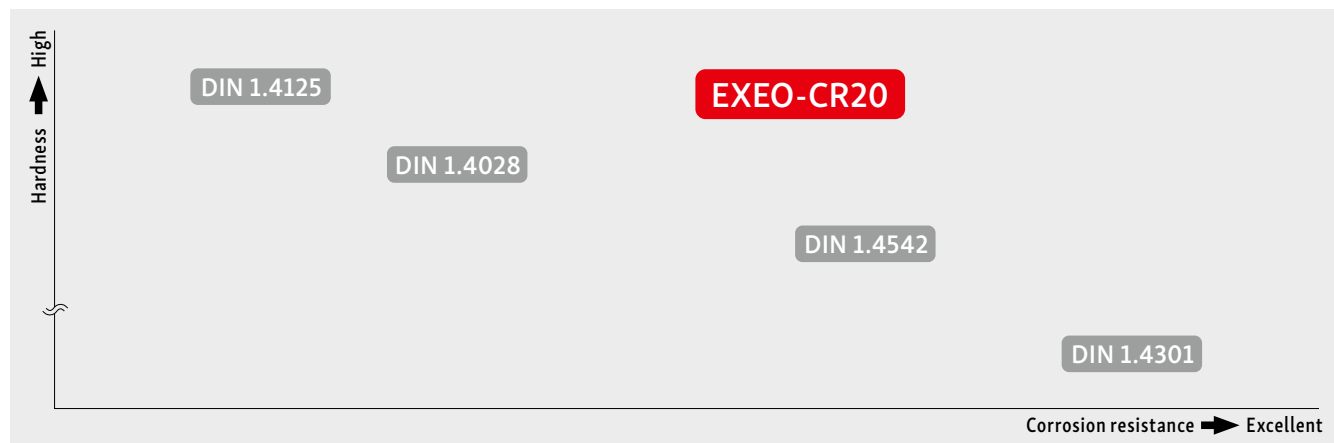 Hardness → High
DIN 1.4125
EXEO-CR20
DIN 1.4028
DIN 1.4542
DIN 1.4301
Corrosion resistance → Excellent